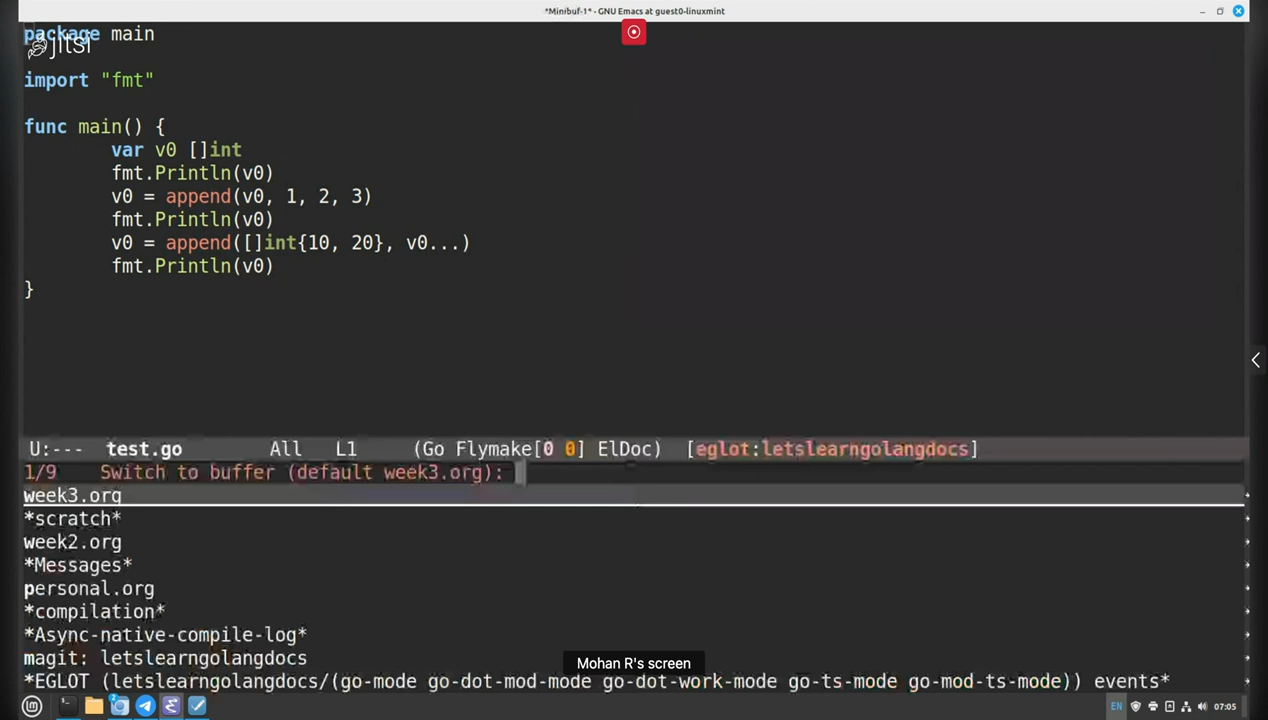 *Minibuf-1* - GNU Emacs at guest0-linuxmint
package main
jitsi
import "fmt"
func main() {
var v0 []int
fmt.Println(v0)
v0 = append(v0, 1, 2, 3)
fmt.Println(v0)
v0 = append([]int{10, 20}, v0...)
fmt.Println(v0)
}
U:--- test.go All L1 (Go Flymake[0 0] ElDoc) [eglot:letslearngolangdocs]
1/9 Switch to buffer (default week3.org):
week3.org
*scratch*
week2.org
*Messages*
personal.org
*compilation*
*Async-native-compile-log*
magit: letslearngolangdocs
Mohan R's screen
*EGLOT (letslearngolangdocs/(go-mode go-dot-mod-mode go-dot-work-mode go-ts-mode go-mod-ts-mode)) events*
EN 07:05